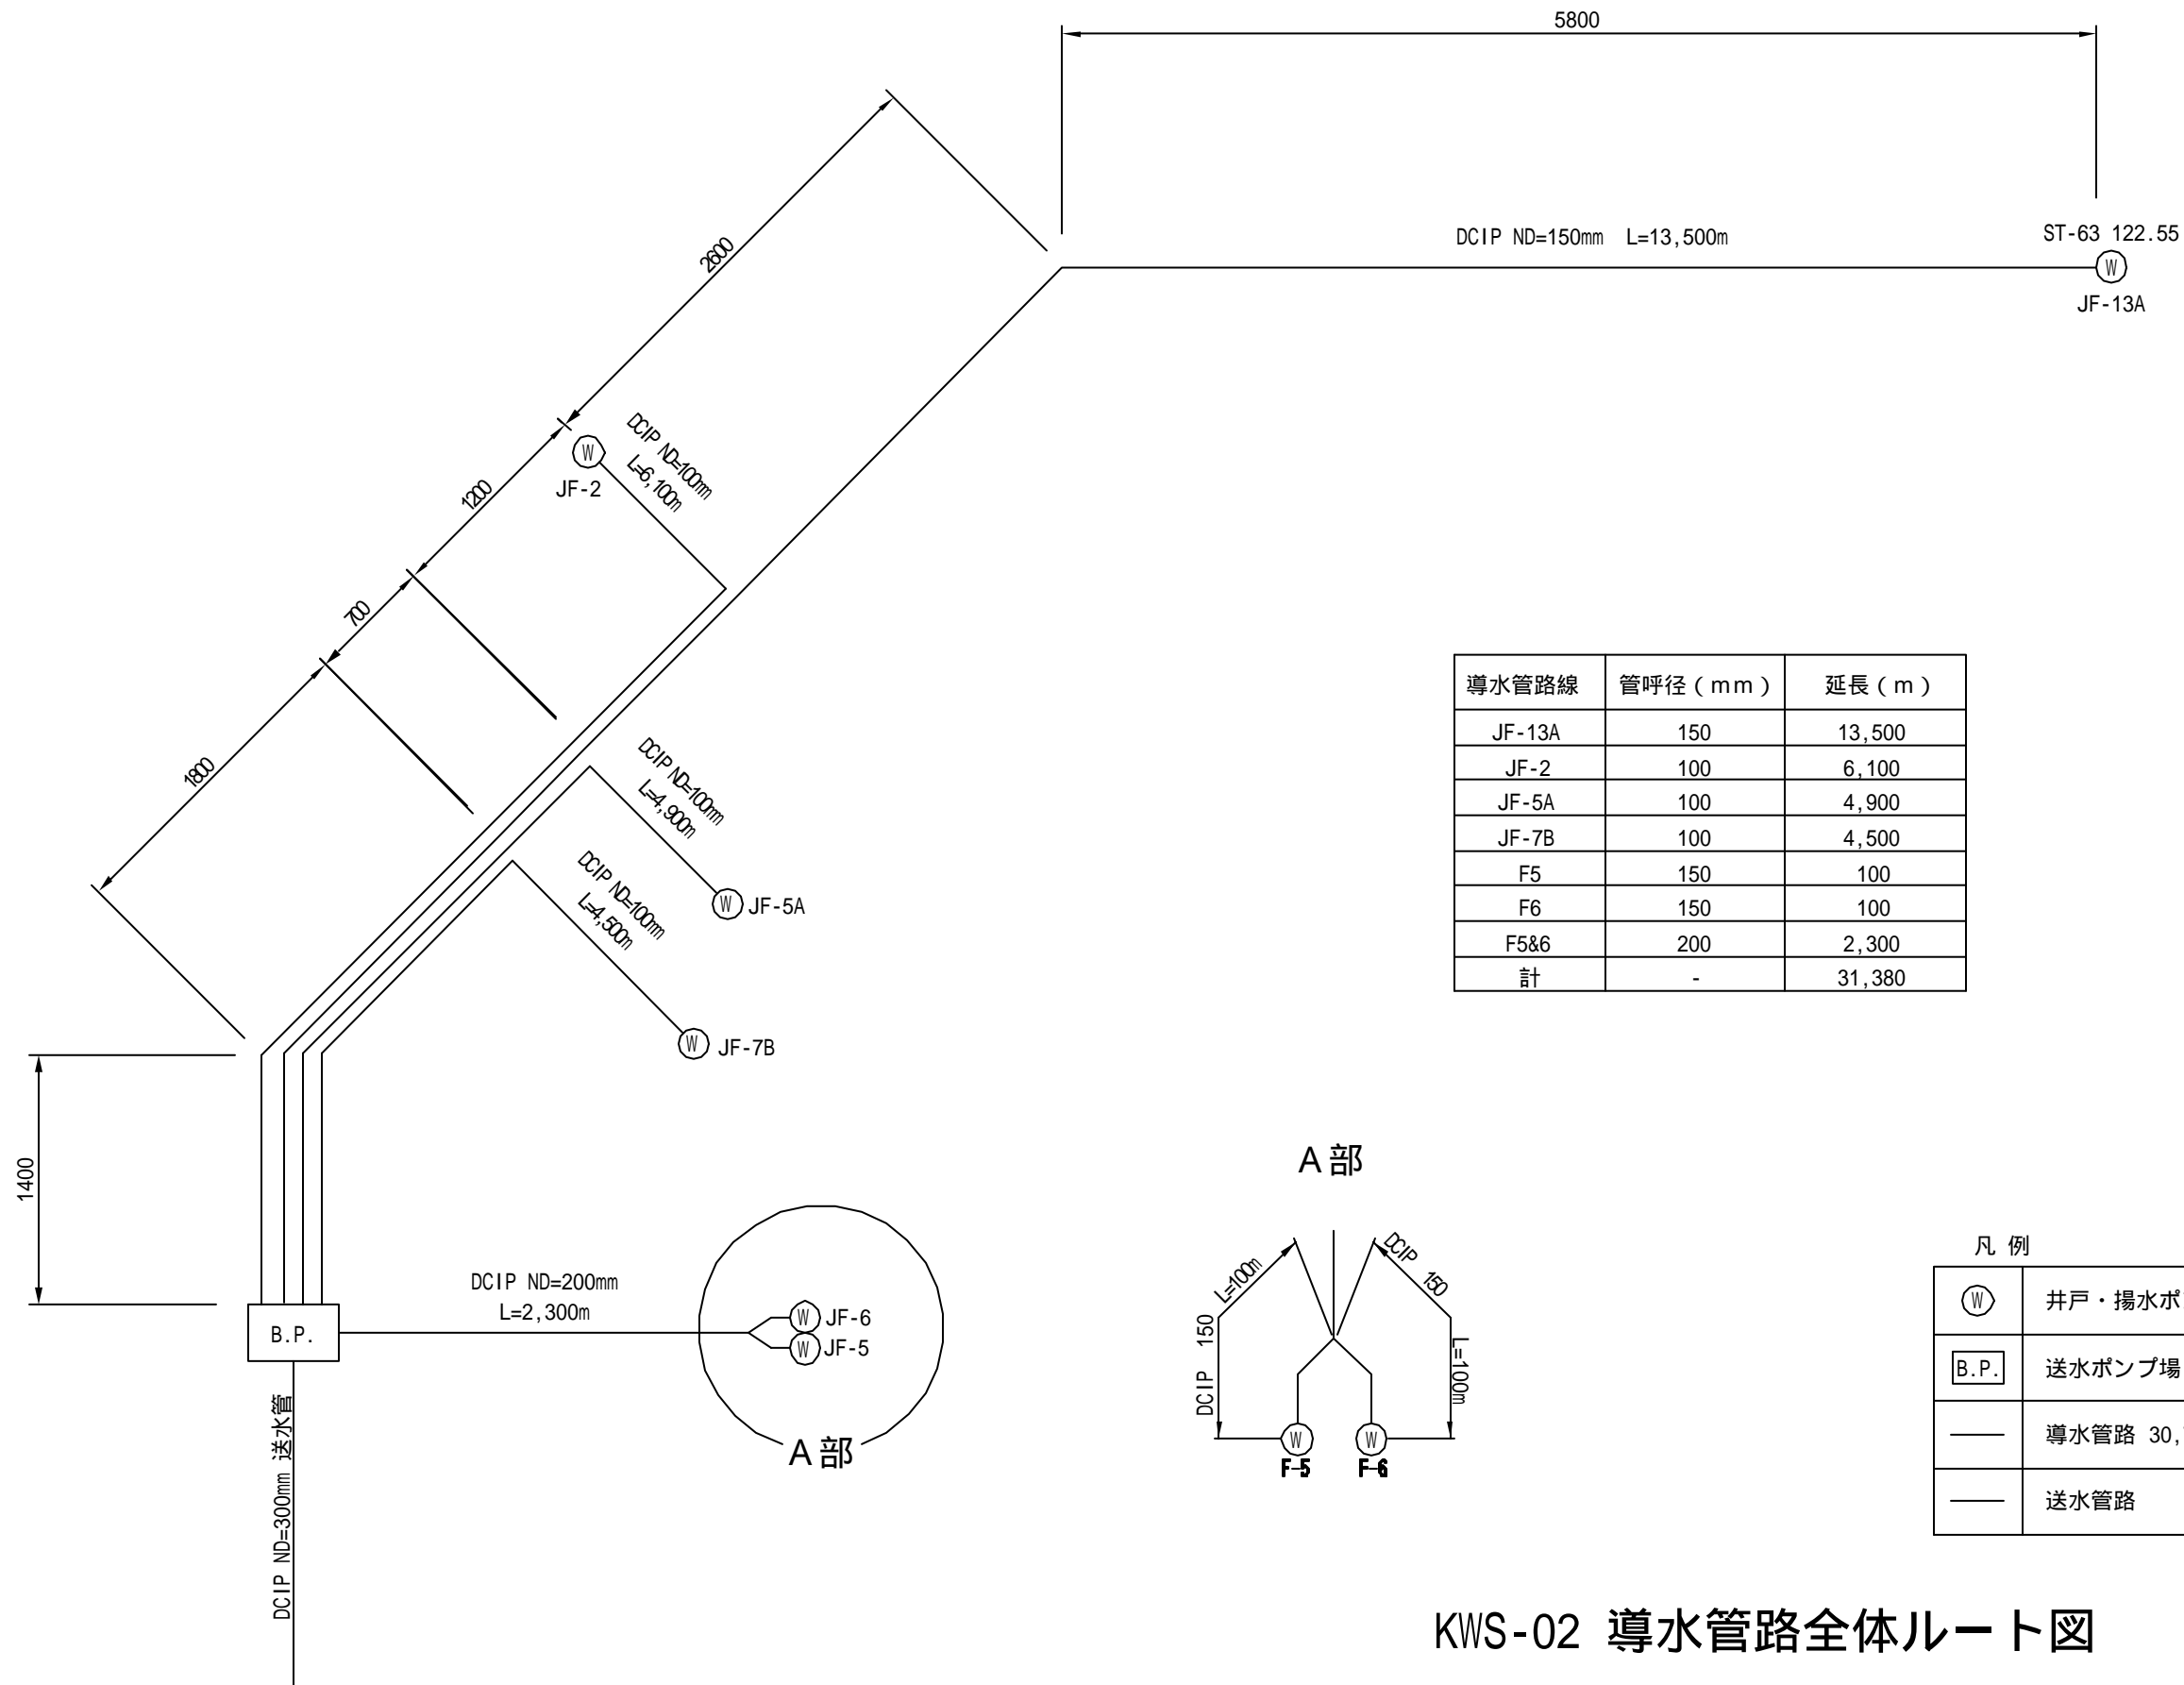 5800
2600
DCIP ND=150mm L=13,500m
ST-63 122.55
W
JF-13A
DCIP ND=100mm
L=6,100m
W
JF-2
1200
700
1800
DCIP ND=100mm
L=4,900m
W JF-5A
DCIP ND=100mm
L=4,500m
W JF-7B
導水管路線 管呼径(mm) 延長(m)
JF-13A 150 13,500
JF-2 100 6,100
JF-5A 100 4,900
JF-7B 100 4,500
F5 150 100
F6 150 100
F5&6 200 2,300
計 - 31,380
1400
DCIP ND=200mm
L=2,300m
B.P.
W JF-6
W JF-5
A部
DCIP ND=300mm 送水管
A部
L=100m
DCIP 150
DCIP 150
L=100m
W
F-5
W
F-6
凡 例
W 井戸・揚水ポ
B.P. 送水ポンプ場
導水管路 30,
送水管路
KWS-02 導水管路全体ルート図